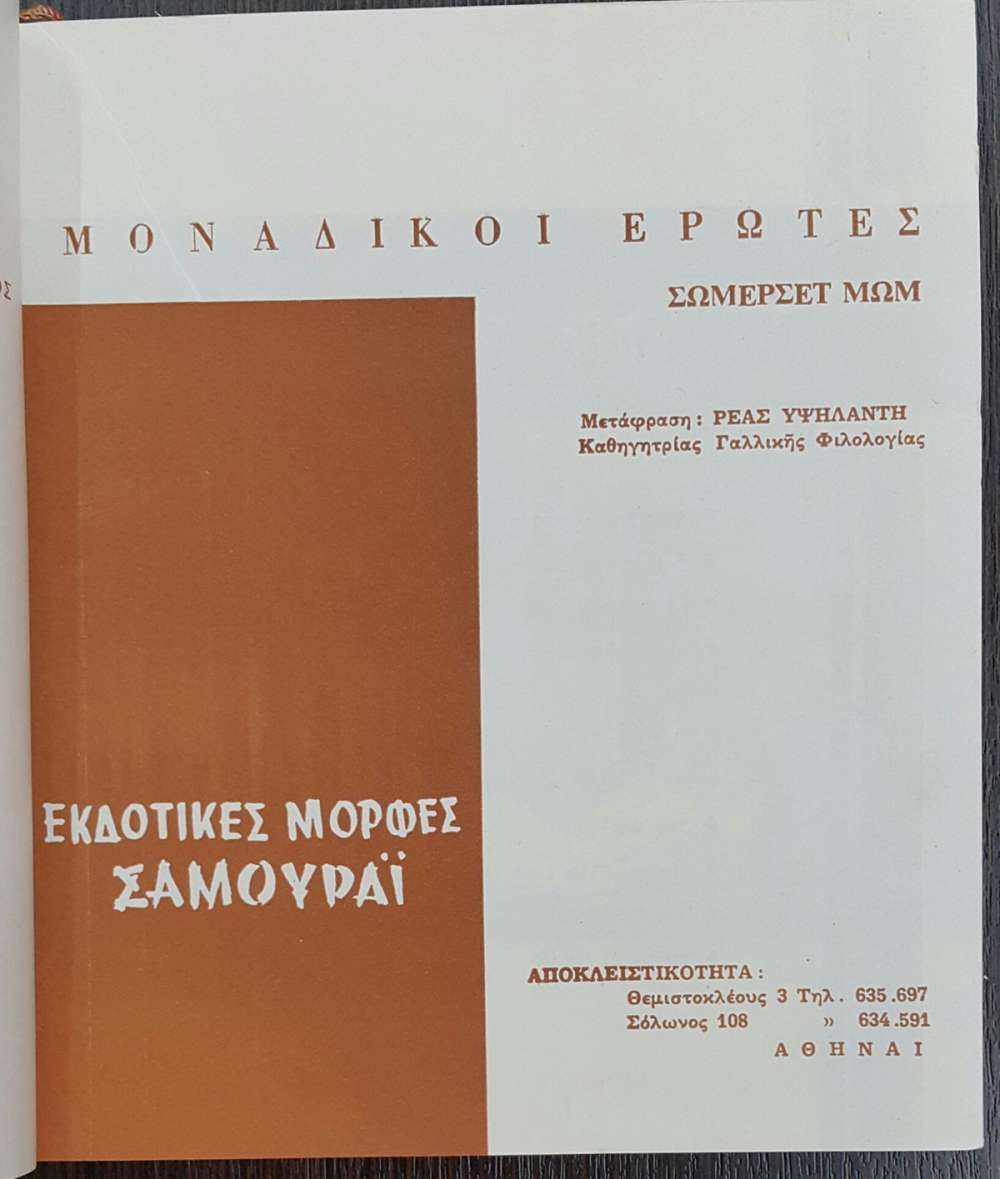 ΜΟΝΑΔΙΚΟΙ ΕΡΩΤΕΣ
ΣΩΜΕΡΣΕΤ ΜΩΜ
Μετάφραση: ΡΕΑΣ ΥΨΗΛΑΝΤΗ
Καθηγητρίας Γαλλικῆς Φιλολογίας
ΕΚΔΟΤΙΚΕΣ ΜΟΡΦΕΣ
ΣΑΜΟΥΡΑΪ
ΑΠΟΚΛΕΙΣΤΙΚΟΤΗΤΑ:
Θεμιστοκλέους 3 Τηλ. 635.697
Σόλωνος 108 » 634.591
ΑΘΗΝΑΙ